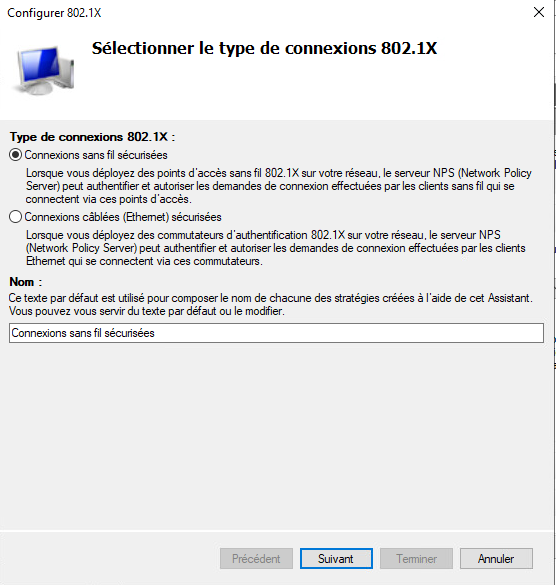 Configurer 802.1X
Sélectionner le type de connexions 802.1X
Type de connexions 802.1X :
Connexions sans fil sécurisées
Lorsque vous déployez des points d'accès sans fil 802.1X sur votre réseau, le serveur NPS (Network Policy
Server) peut authentifier et autoriser les demandes de connexion effectuées par les clients sans fil qui se
connectent via ces points d'accès.
Connexions câblées (Ethernet) sécurisées
Lorsque vous déployez des commutateurs d'authentification 802.1X sur votre réseau, le serveur NPS
(Network Policy Server) peut authentifier et autoriser les demandes de connexion effectuées par les clients
Ethernet qui se connectent via ces commutateurs.
Nom :
Ce texte par défaut est utilisé pour composer le nom de chacune des stratégies créées à l'aide de cet Assistant.
Vous pouvez vous servir du texte par défaut ou le modifier.
Connexions sans fil sécurisées
Précédent Suivant Terminer Annuler